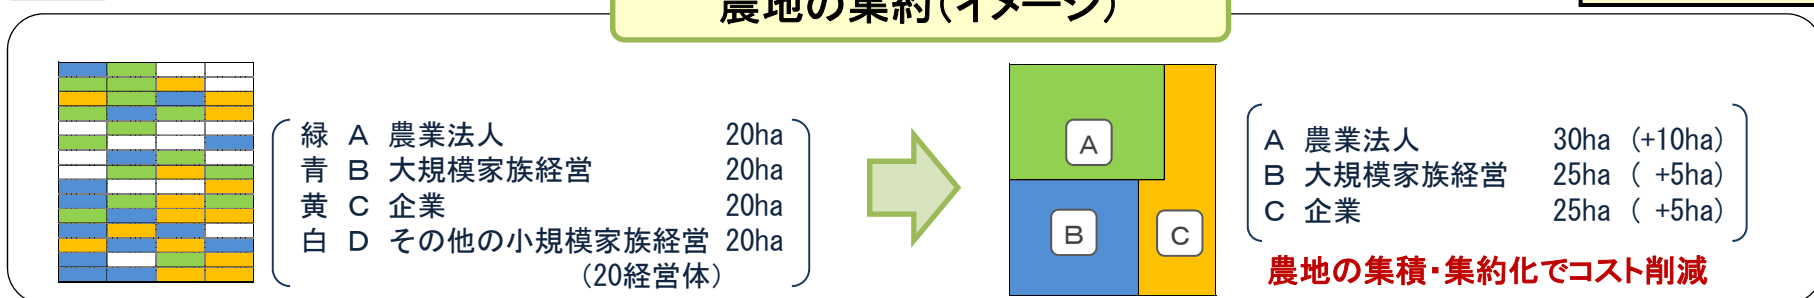 農地の集約(イメージ)
緑 A 農業法人 20ha
青 B 大規模家族経営 20ha
黄 C 企業 20ha
白 D その他の小規模家族経営 20ha
(20経営体)
A
B
C
A 農業法人 30ha (+10ha)
B 大規模家族経営 25ha ( +5ha)
C 企業 25ha ( +5ha)
農地の集積・集約化でコスト削減